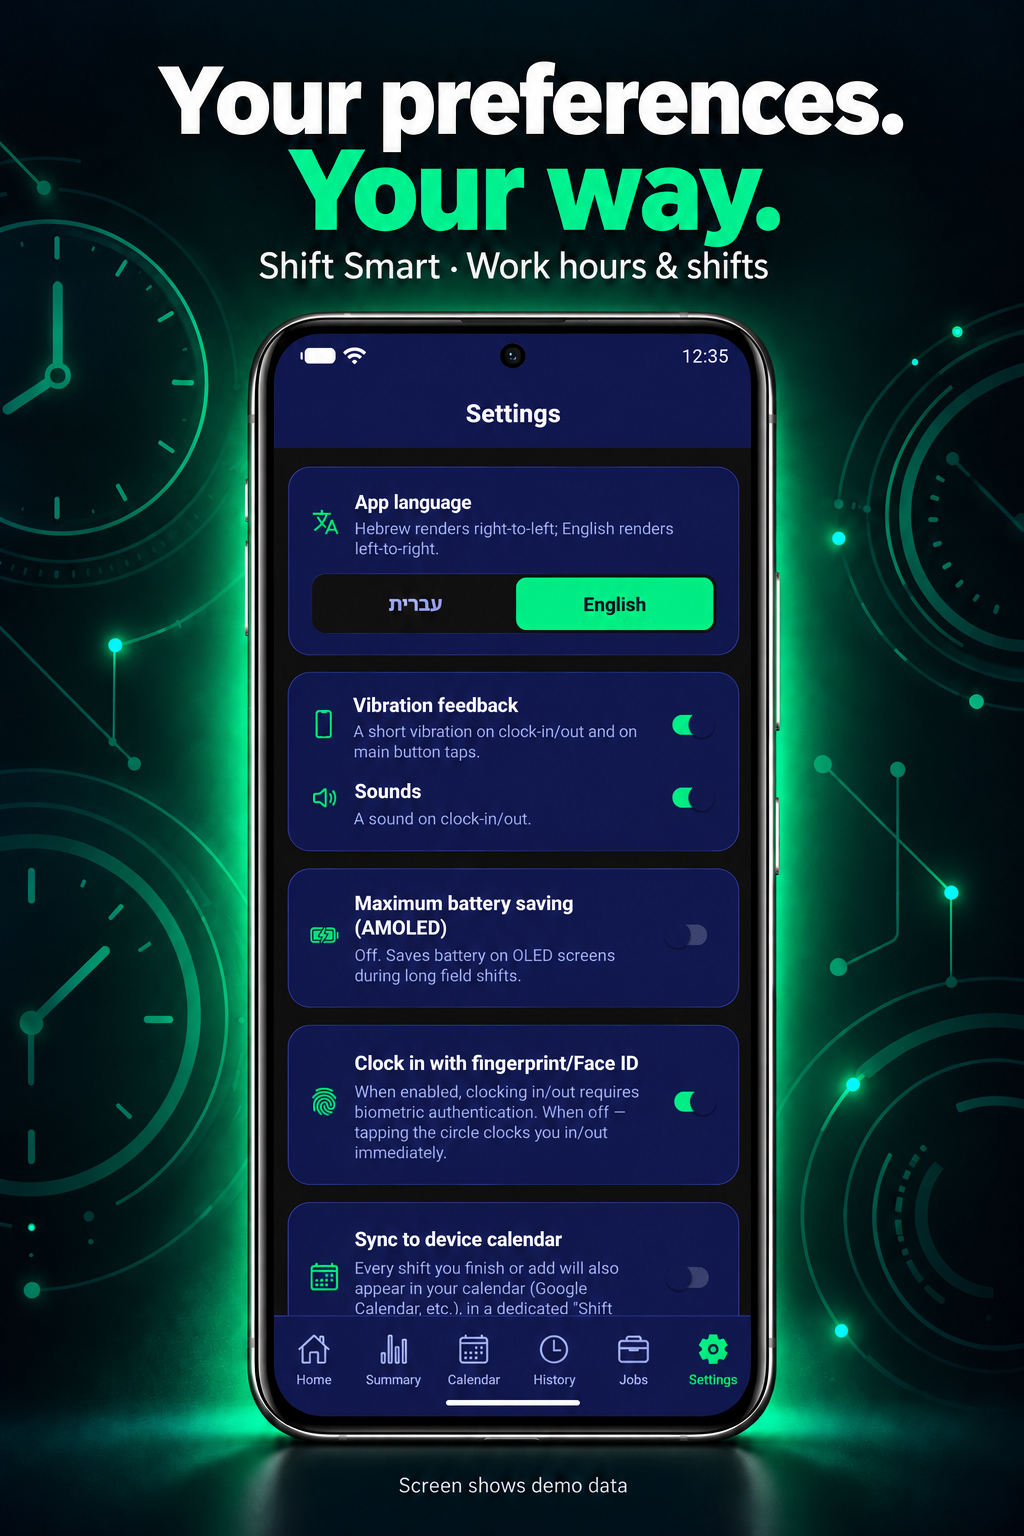 Your preferences.
Your way.
Shift Smart · Work hours & shifts
12:35
Settings
App language
Hebrew renders right-to-left; English renders
left-to-right.
עברית
English
Vibration feedback
A short vibration on clock-in/out and on
main button taps.
Sounds
A sound on clock-in/out.
Maximum battery saving
(AMOLED)
Off. Saves battery on OLED screens
during long field shifts.
Clock in with fingerprint/Face ID
When enabled, clocking in/out requires
biometric authentication. When off —
tapping the circle clocks you in/out
immediately.
Sync to device calendar
Every shift you finish or add will also
appear in your calendar (Google
Calendar, etc.), in a dedicated "Shift
Home
Summary
Calendar
History
Jobs
Settings
Screen shows demo data